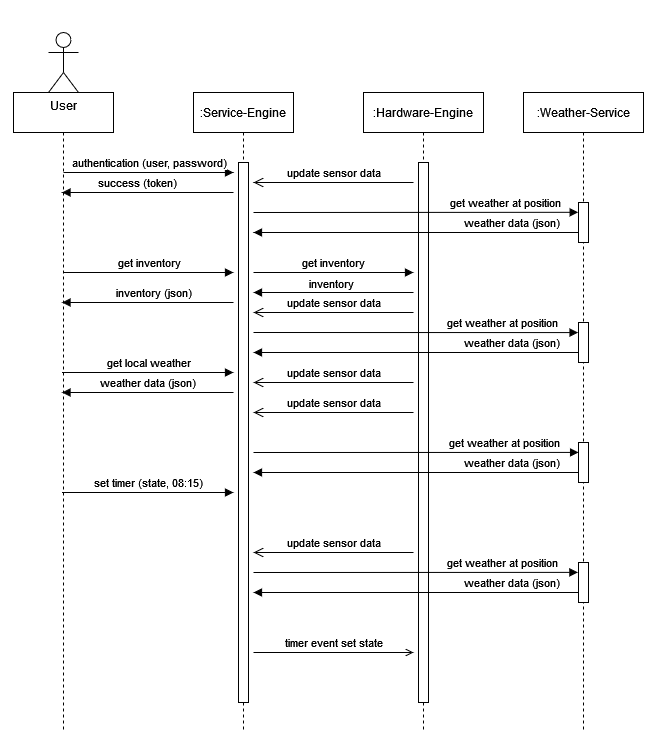 User
:Service-Engine
:Hardware-Engine
:Weather-Service
authentication (user, password)
update sensor data
success (token)
get weather at position
weather data (json)
get inventory
get inventory
inventory
inventory (json)
update sensor data
get weather at position
weather data (json)
get local weather
update sensor data
weather data (json)
update sensor data
get weather at position
weather data (json)
set timer (state, 08:15)
update sensor data
get weather at position
weather data (json)
timer event set state